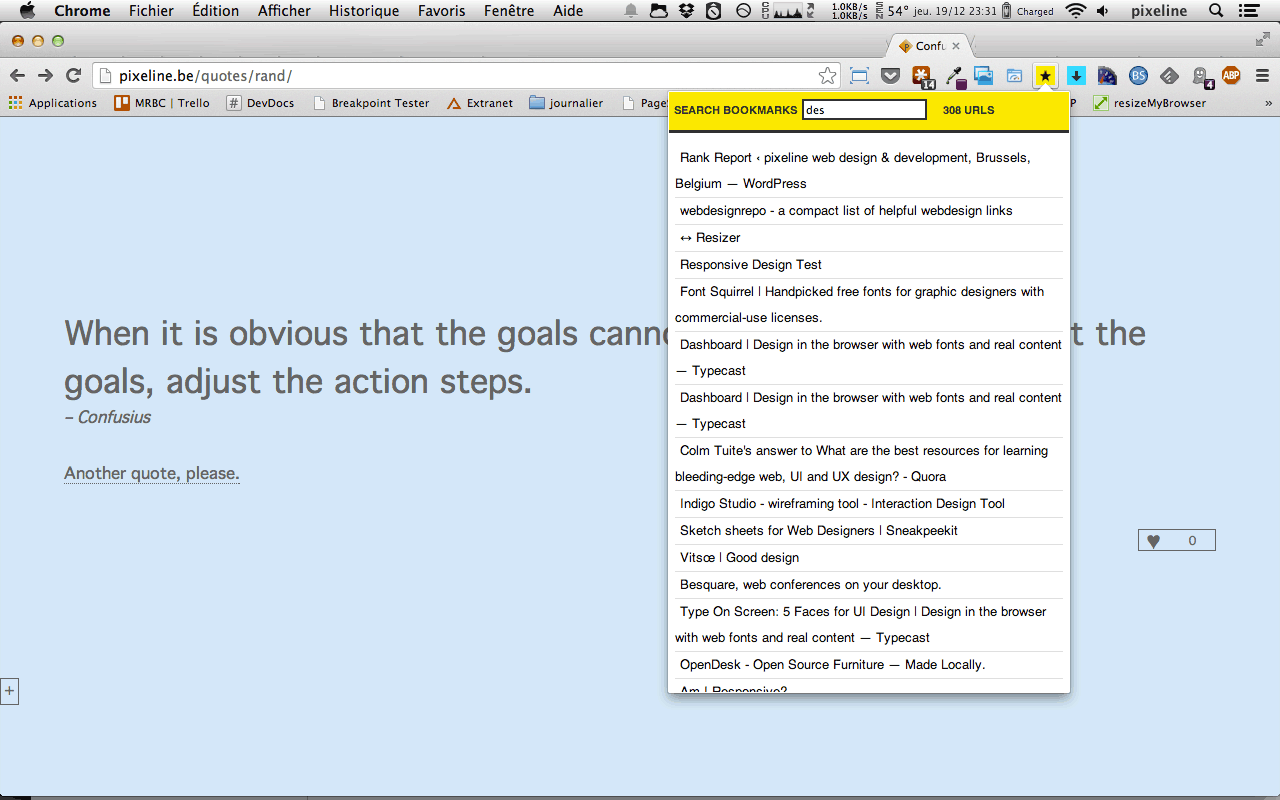 Chrome Fichier Édition Afficher Historique Favoris Fenêtre Aide CPU 1.0KB/s 1.0KB/s SEN 54° jeu. 19/12 23:31 Charged pixeline
Confu
pixeline.be/quotes/rand/ 14 BS 4 ABP
Applications MRBC | Trello # DevDocs Breakpoint Tester Extranet journalier Page P resizeMyBrowser »
SEARCH BOOKMARKS des 308 URLS
Rank Report ‹ pixeline web design & development, Brussels,
Belgium — WordPress
webdesignrepo - a compact list of helpful webdesign links
↔ Resizer
Responsive Design Test
Font Squirrel | Handpicked free fonts for graphic designers with
commercial-use licenses.
Dashboard | Design in the browser with web fonts and real content
— Typecast
Dashboard | Design in the browser with web fonts and real content
— Typecast
Colm Tuite's answer to What are the best resources for learning
bleeding-edge web, UI and UX design? - Quora
Indigo Studio - wireframing tool - Interaction Design Tool
Sketch sheets for Web Designers | Sneakpeekit
Vitsœ | Good design
Besquare, web conferences on your desktop.
Type On Screen: 5 Faces for UI Design | Design in the browser
with web fonts and real content — Typecast
OpenDesk - Open Source Furniture — Made Locally.
Am I Responsive?
When it is obvious that the goals canno t the
goals, adjust the action steps.
– Confusius
Another quote, please.
♥ 0
+